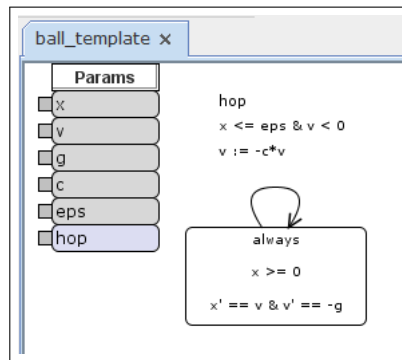 ball_template ×
Params
x
v
g
c
eps
hop
hop
x <= eps & v < 0
v := -c*v
always
x >= 0
x' == v & v' == -g